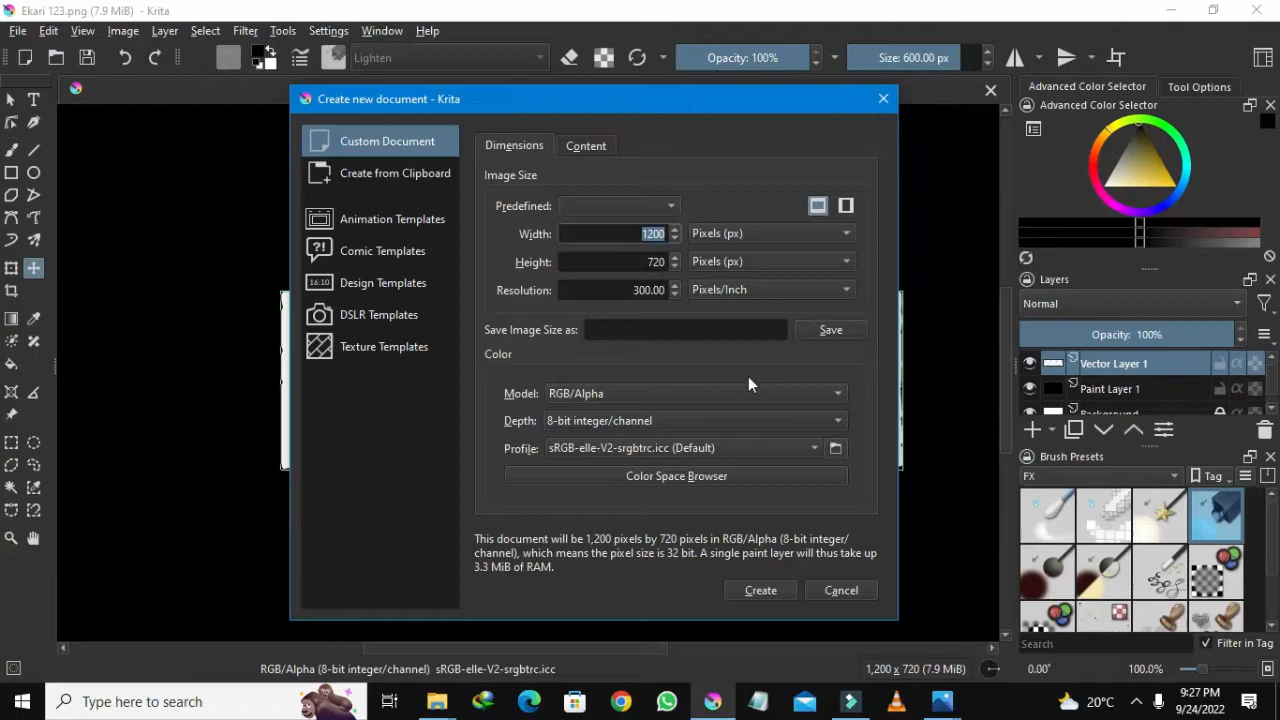 Ekari 123.png (7.9 MiB) - Krita
File Edit View Image Layer Select Filter Tools Settings Window Help
Lighten
Opacity: 100%
Size: 600.00 px
Create new document - Krita
Advanced Color Selector
Tool Options
Advanced Color Selector
Custom Document
Create from Clipboard
Animation Templates
Comic Templates
Design Templates
DSLR Templates
Texture Templates
?!
16:10
Dimensions
Content
Image Size
Predefined:
Width: 1200 Pixels (px)
Height: 720 Pixels (px)
Resolution: 300.00 Pixels/Inch
Save Image Size as:
Save
Color
Model: RGB/Alpha
Depth: 8-bit integer/channel
Profile: sRGB-elle-V2-srgbtrc.icc (Default)
Color Space Browser
This document will be 1,200 pixels by 720 pixels in RGB/Alpha (8-bit integer/
channel), which means the pixel size is 32 bit. A single paint layer will thus take up
3.3 MiB of RAM.
Create
Cancel
Layers
Normal
Opacity: 100%
Vector Layer 1
Paint Layer 1
Background
Brush Presets
FX
Tag
Search
Filter in Tag
RGB/Alpha (8-bit integer/channel) sRGB-elle-V2-srgbtrc.icc
1,200 x 720 (7.9 MiB)
0.00°
100.0%
Type here to search
20°C
9:27 PM
9/24/2022